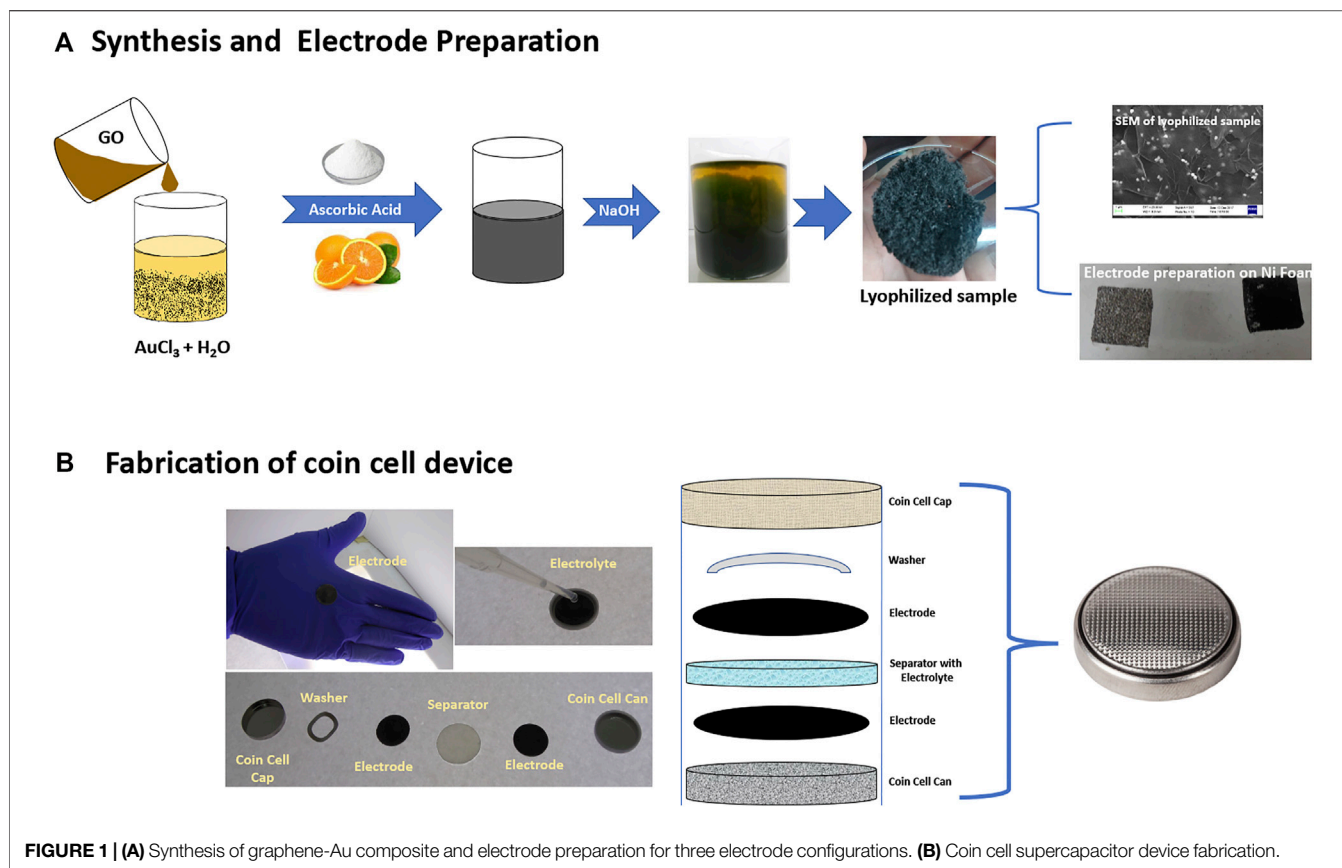 A Synthesis and Electrode Preparation
GO
AuCl₃ + H₂O
Ascorbic Acid
NaOH
Lyophilized sample
SEM of lyophilized sample
Electrode preparation on Ni Foam
B Fabrication of coin cell device
Electrode
Electrolyte
Washer
Separator
Coin Cell Can
Coin Cell
Cap
Electrode
Electrode
Coin Cell Cap
Washer
Electrode
Separator with
Electrolyte
Electrode
Coin Cell Can
FIGURE 1 | (A) Synthesis of graphene-Au composite and electrode preparation for three electrode configurations. (B) Coin cell supercapacitor device fabrication.